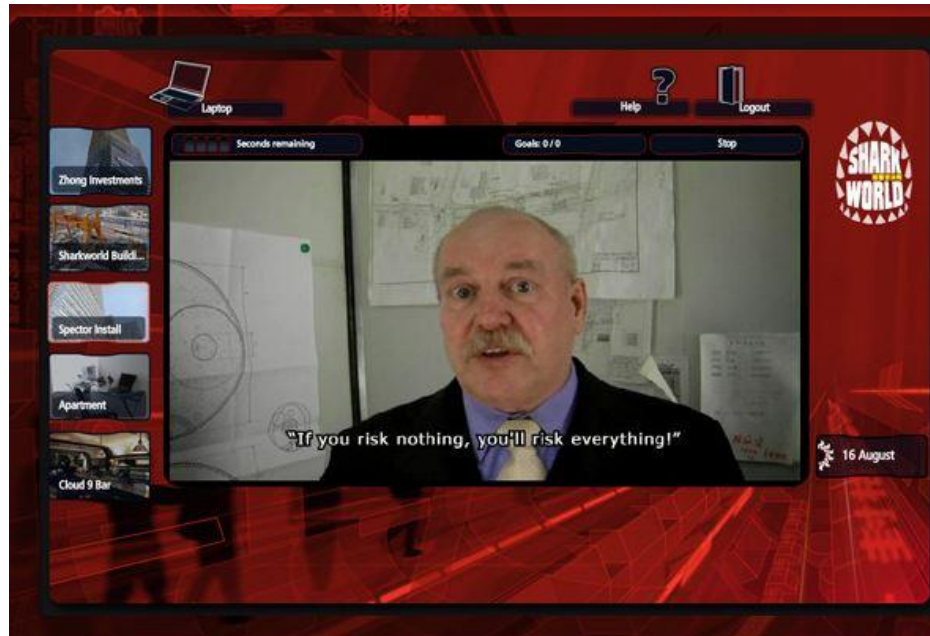 Laptop
Help
Logout
Seconds remaining
Goals: 0 / 0
Stop
Zhong Investments
Sharkworld Buildi...
Spector Install
Apartment
Cloud 9 Bar
SHARK
WORLD
"If you risk nothing, you'll risk everything!"
16 August